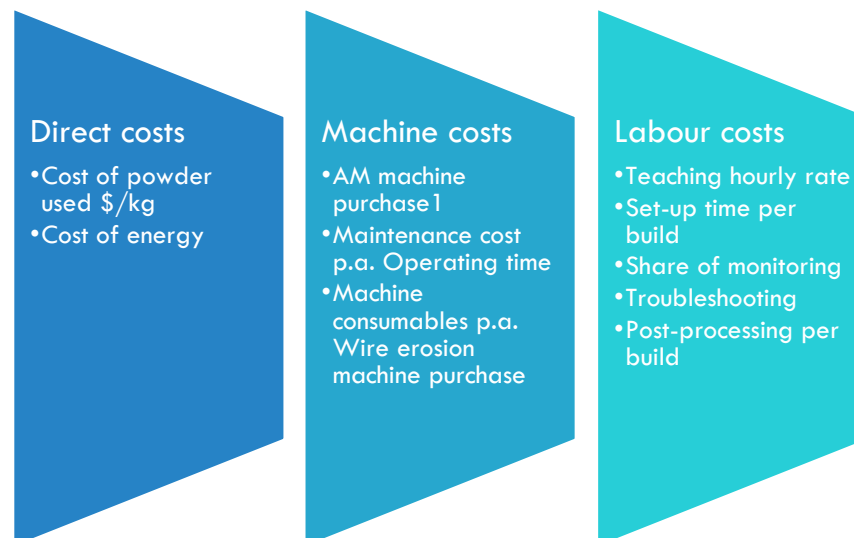 Direct costs
•Cost of powder
used $/kg
•Cost of energy
Machine costs
•AM machine
purchase1
•Maintenance cost
p.a. Operating time
•Machine
consumables p.a.
Wire erosion
machine purchase
Labour costs
•Teaching hourly rate
•Set-up time per
build
•Share of monitoring
•Troubleshooting
•Post-processing per
build